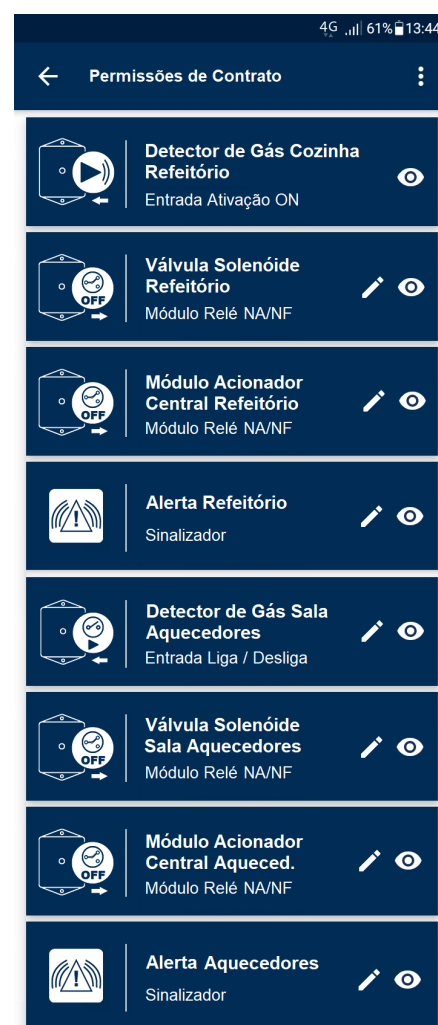 4G 61% 13:44
Permissões de Contrato
Detector de Gás Cozinha
Refeitório
Entrada Ativação ON
Válvula Solenóide
Refeitório
OFF
Módulo Relé NA/NF
Módulo Acionador
Central Refeitório
OFF
Módulo Relé NA/NF
Alerta Refeitório
Sinalizador
Detector de Gás Sala
Aquecedores
Entrada Liga / Desliga
Válvula Solenóide
Sala Aquecedores
OFF
Módulo Relé NA/NF
Módulo Acionador
Central Aqueced.
OFF
Módulo Relé NA/NF
Alerta Aquecedores
Sinalizador